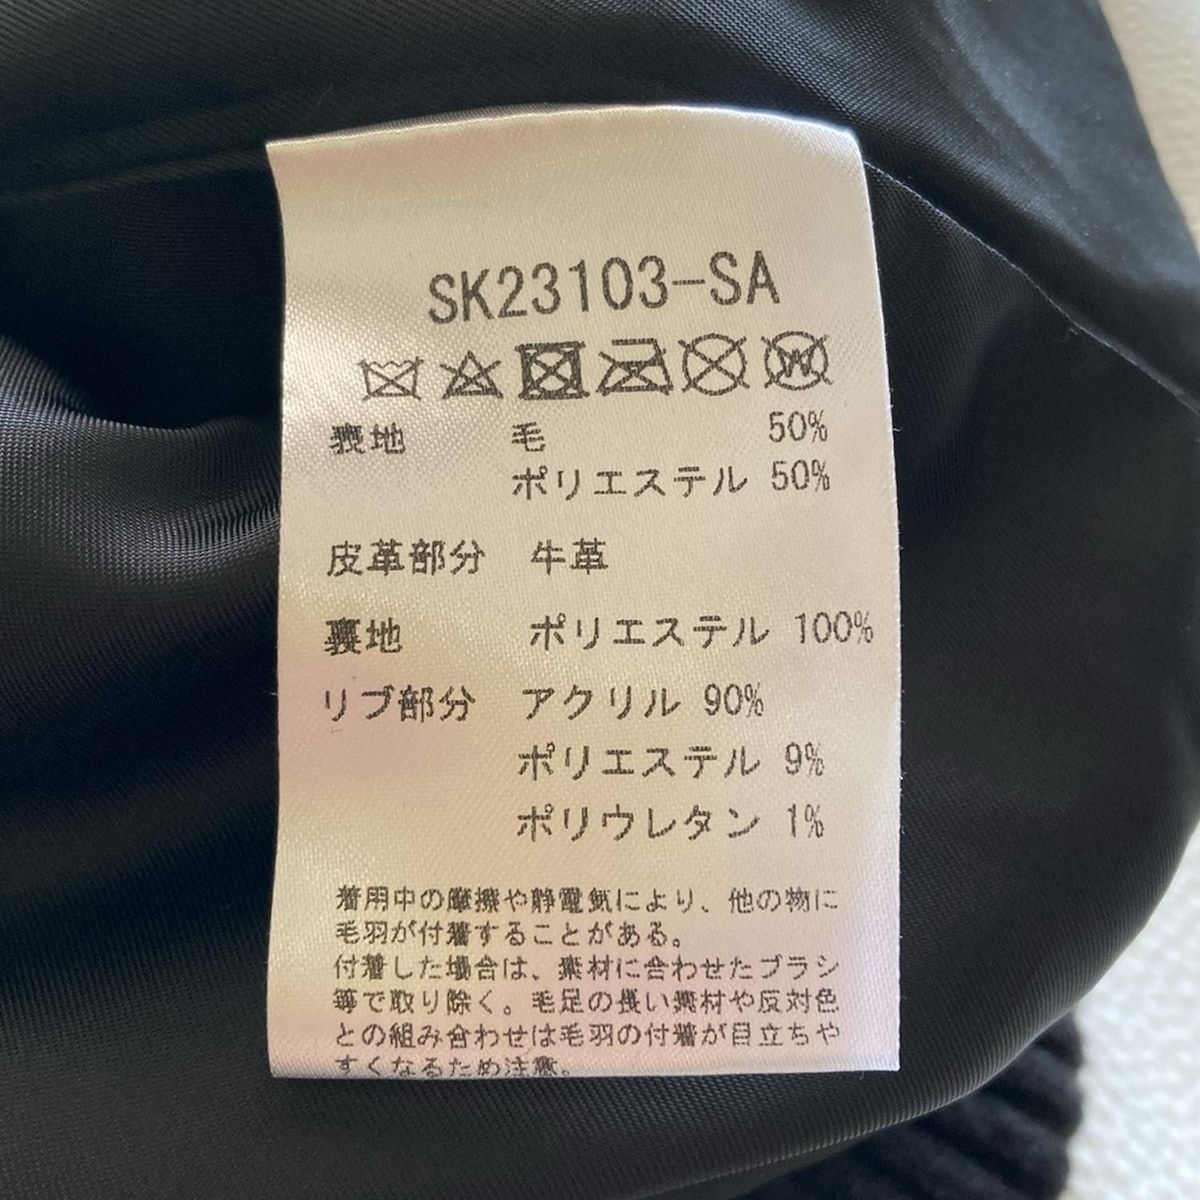 SK23103-SA
表地 毛 50%
ポリエステル 50%
皮革部分 牛革
裏地 ポリエステル 100%
リブ部分 アクリル 90%
ポリエステル 9%
ポリウレタン 1%
着用中の摩擦や静電気により、他の物に
毛羽が付着することがある。
付着した場合は、素材に合わせたブラシ
等で取り除く。毛足の長い素材や反対色
との組み合わせは毛羽の付着が目立ちや
すくなるため注意。